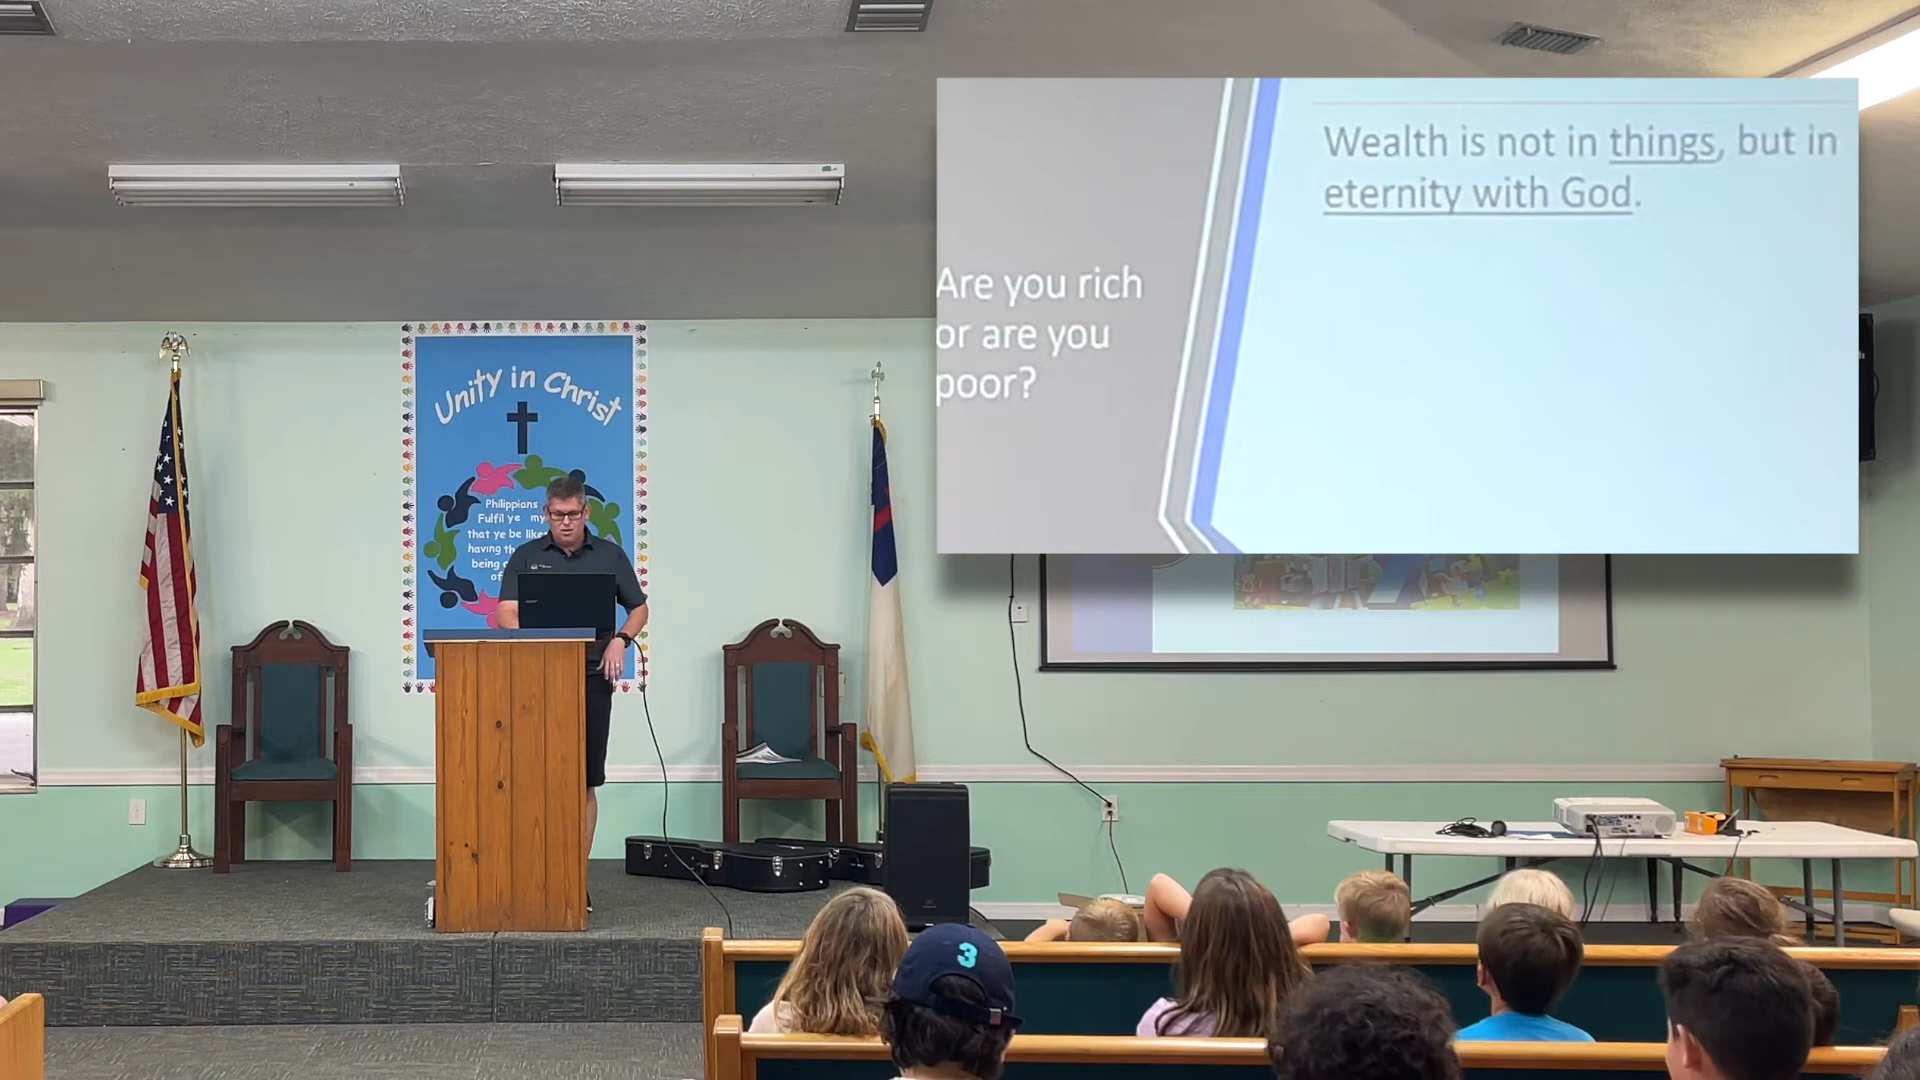 Wealth is not in things, but in
eternity with God.
Are you rich
or are you
poor?
Unity in Christ
Philippians
Fulfil ye my
that ye be like
having th
being
of
3